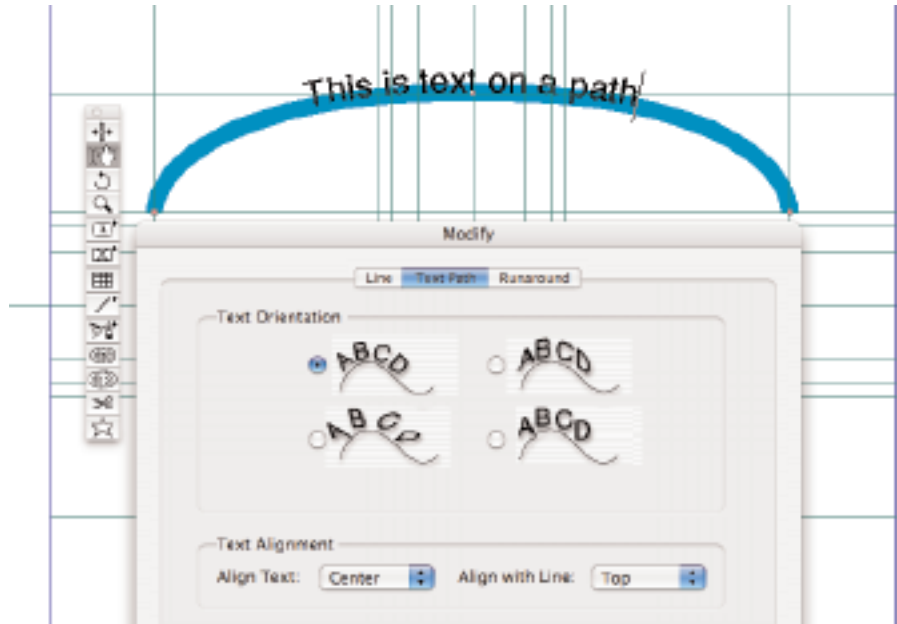 This is text on a path
Modify
Line Text Path Runaround
Text Orientation
ABCD ABCD
ABCD ABCD
Text Alignment
Align Text: Center Align with Line: Top